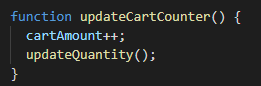 function updateCartCounter() {
  cartAmount++;
  updateQuantity();
}